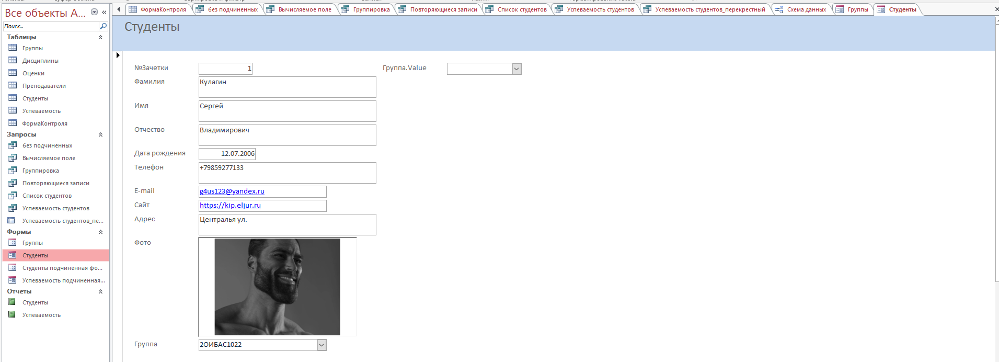 Все объекты A...
«
Поиск...
Таблицы
Группы
Дисциплины
Оценки
Преподаватели
Студенты
Успеваемость
ФормаКонтроля
Запросы
без подчиненных
Вычисляемое поле
Группировка
Повторяющиеся записи
Список студентов
Успеваемость студентов
Успеваемость студентов_пе...
Формы
Группы
Студенты
Студенты подчиненная фо...
Успеваемость подчиненная...
Отчеты
Студенты
Успеваемость
ФормаКонтроля без подчиненных Вычисляемое поле Группировка Повторяющиеся записи Список студентов Успеваемость студентов Успеваемость студентов_перекрестный Схема данных Группы Студенты
Студенты
№Зачетки 1 Группа.Value
Фамилия Кулагин
Имя Сергей
Отчество Владимирович
Дата рождения 12.07.2006
Телефон +79859277133
E-mail g4us123@yandex.ru
Сайт https://kip.eljur.ru
Адрес Централья ул.
Фото
Группа 2ОИБАС1022